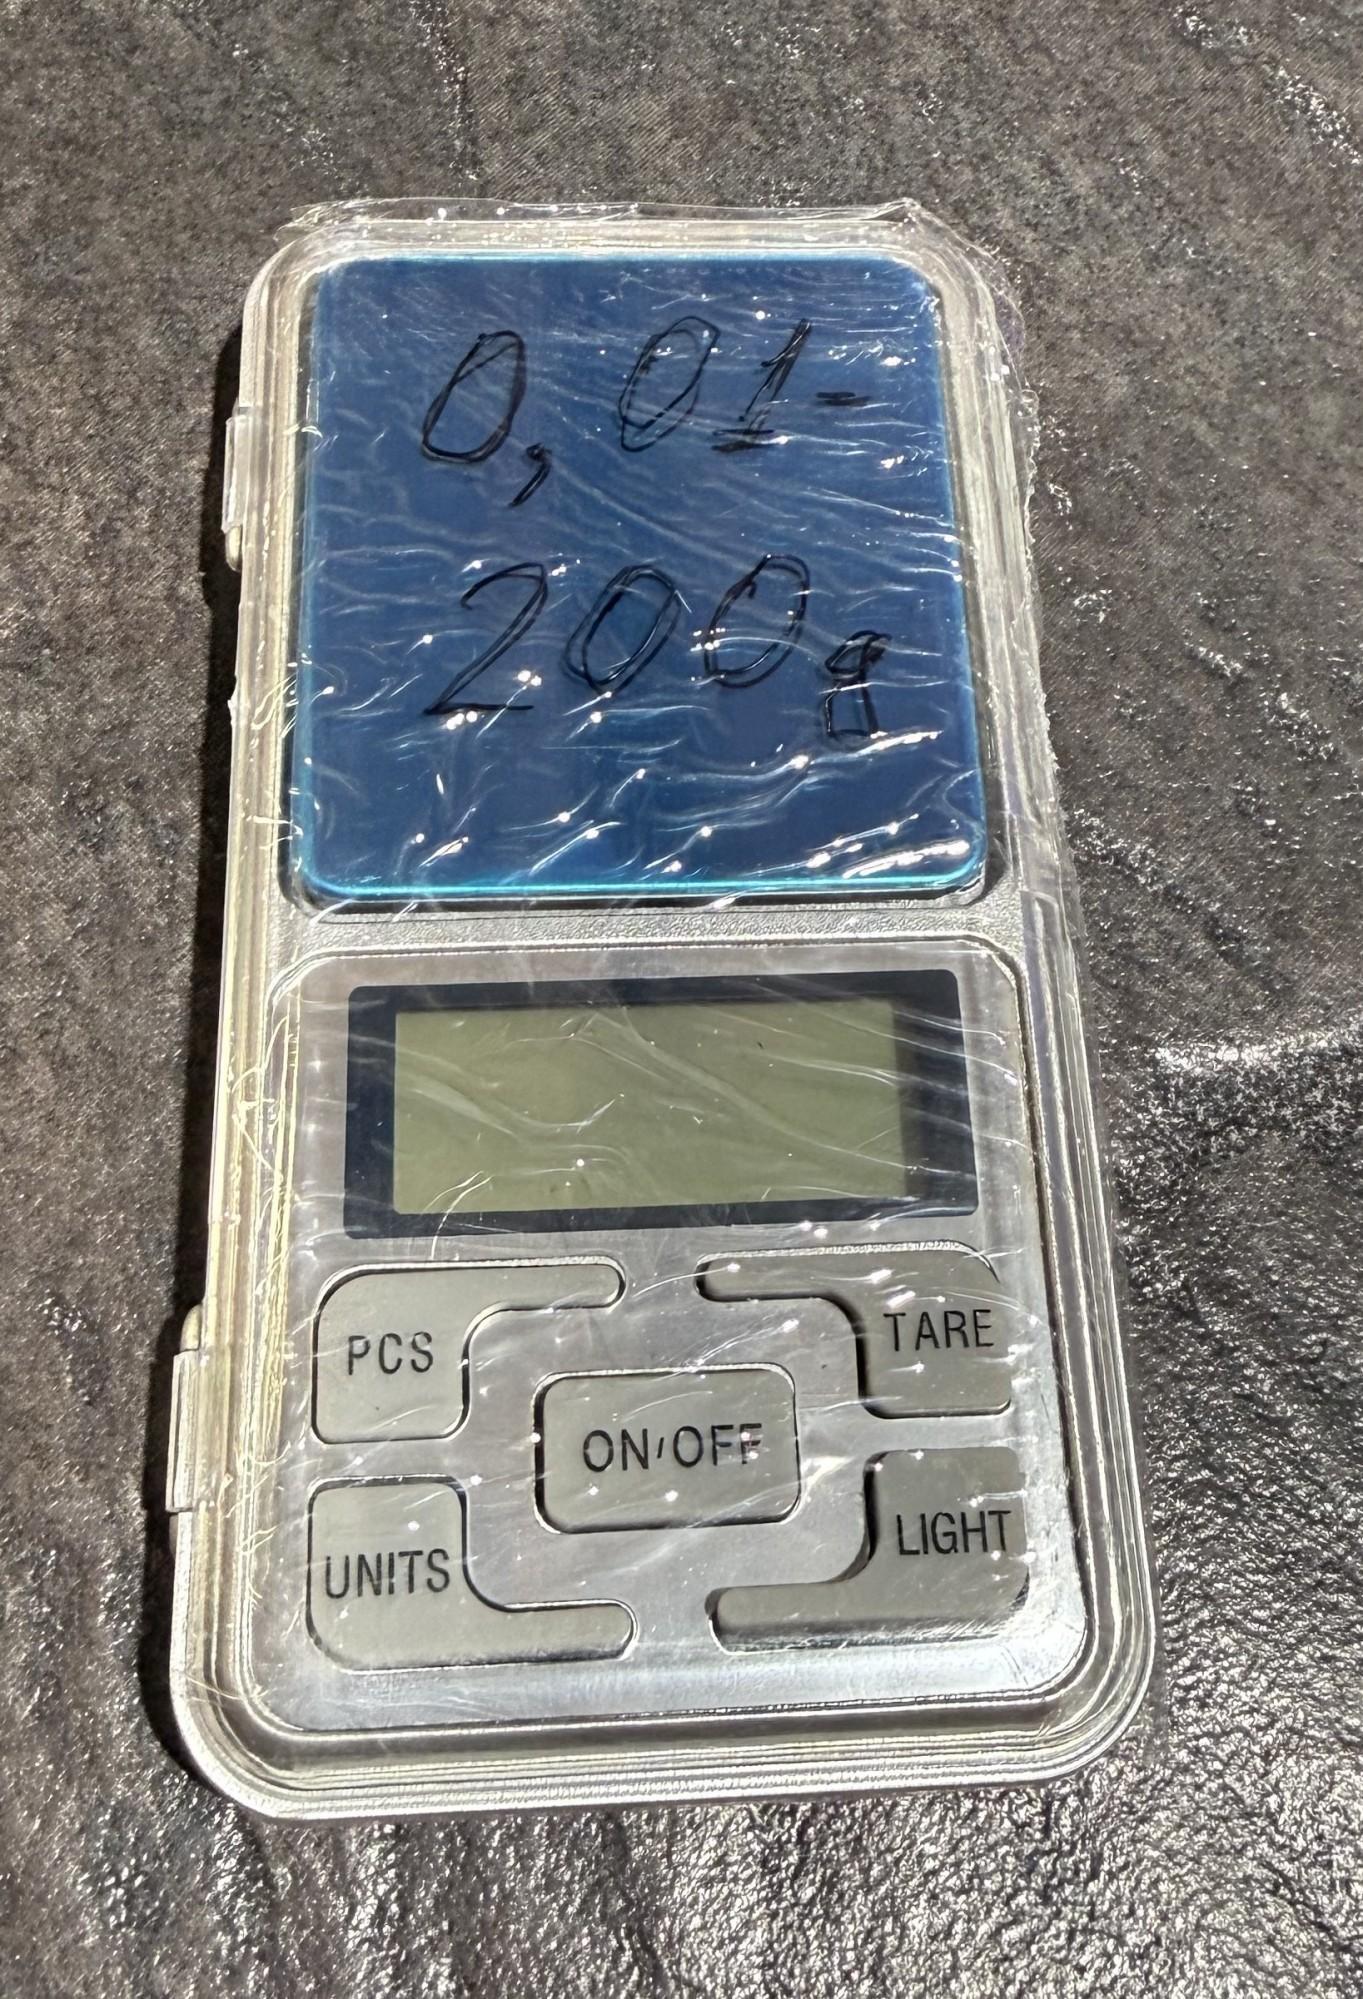 0,01-
200g
PCS
TARE
ON/OFF
UNITS
LIGHT